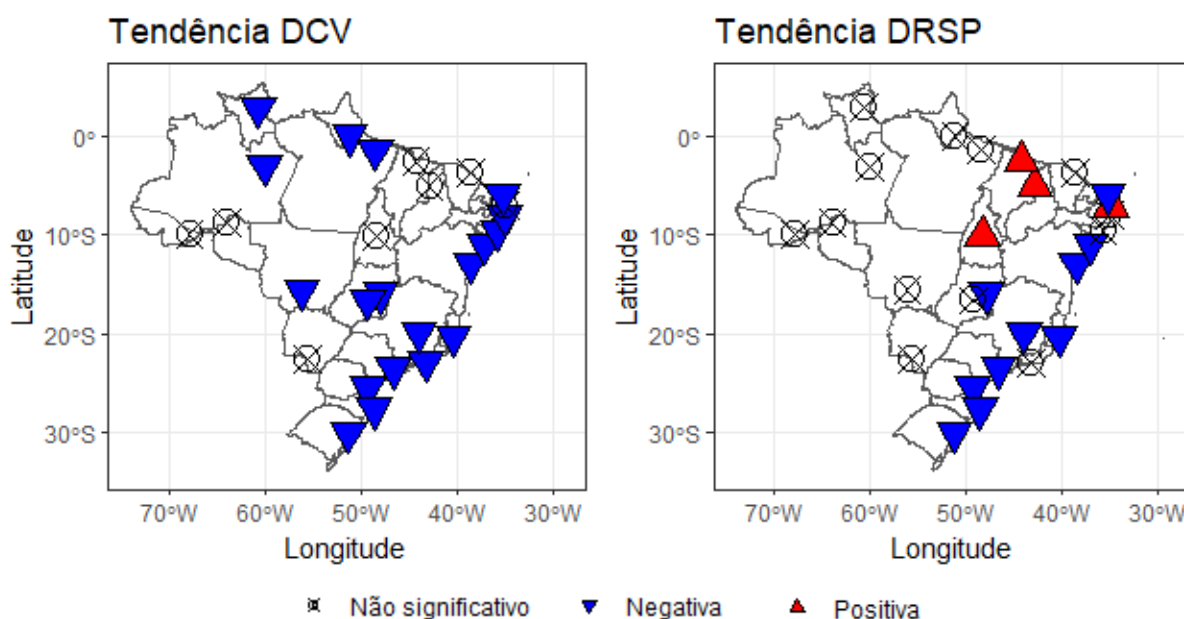 Tendência DCV
Tendência DRSP
Latitude
0°
10°S
20°S
30°S
70°W 60°W 50°W 40°W 30°W
Longitude
Latitude
0°
10°S
20°S
30°S
70°W 60°W 50°W 40°W 30°W
Longitude
Não significativo Negativa Positiva